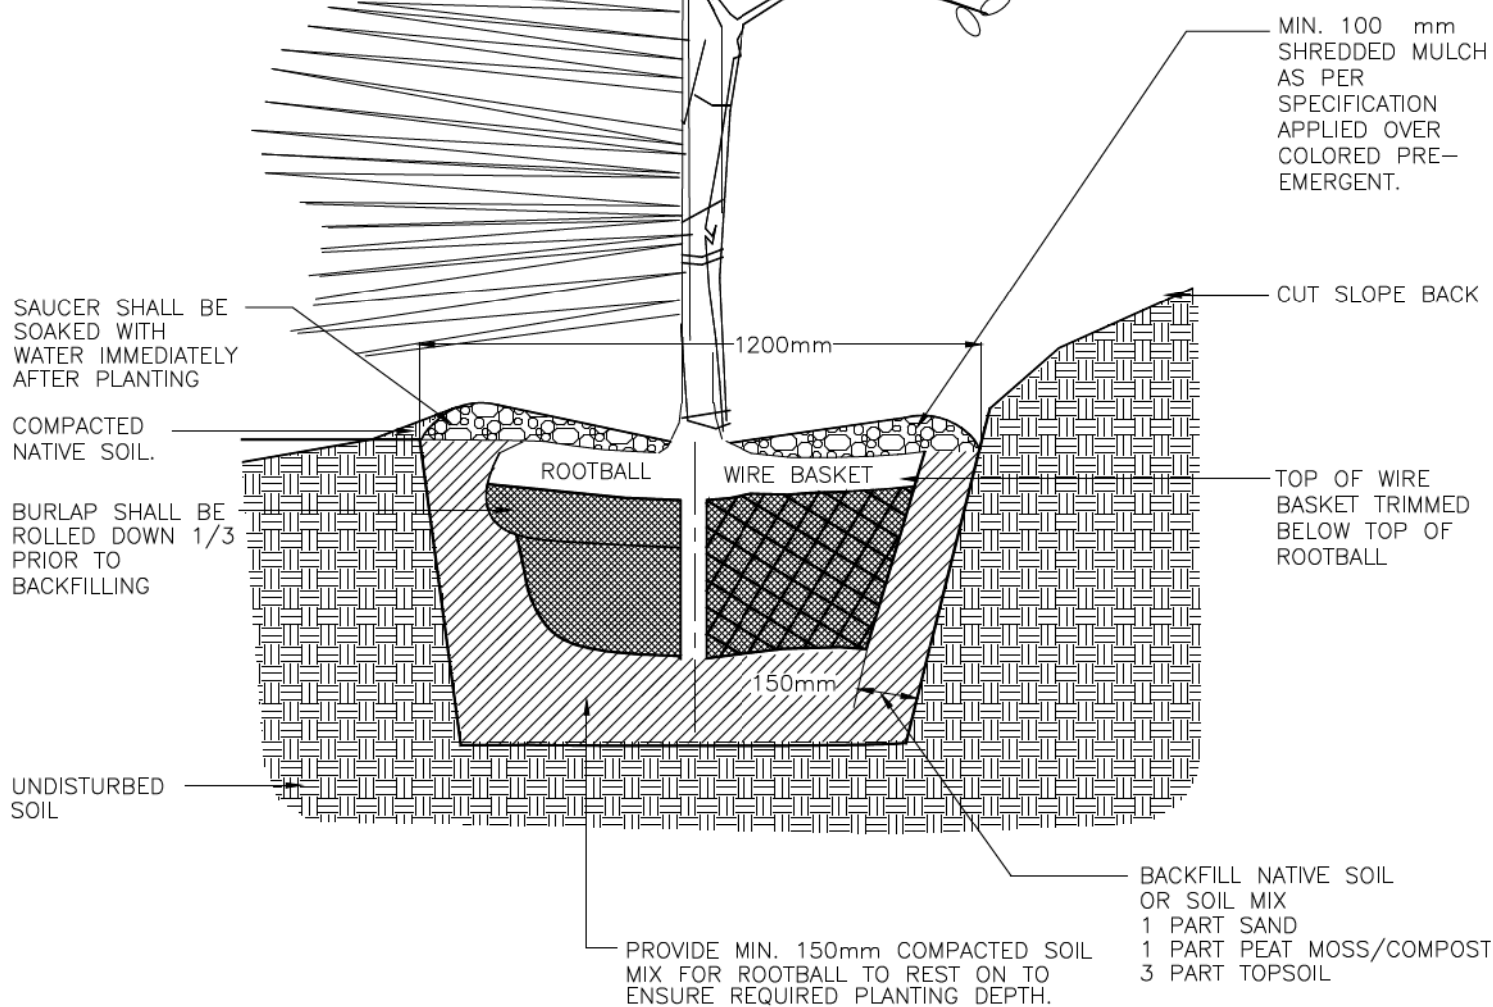 MIN. 100 mm
SHREDDED MULCH
AS PER
SPECIFICATION
APPLIED OVER
COLORED PRE-
EMERGENT.
CUT SLOPE BACK
SAUCER SHALL BE
SOAKED WITH
WATER IMMEDIATELY
AFTER PLANTING
1200mm
COMPACTED
NATIVE SOIL.
ROOTBALL
WIRE BASKET
TOP OF WIRE
BASKET TRIMMED
BELOW TOP OF
ROOTBALL
BURLAP SHALL BE
ROLLED DOWN 1/3
PRIOR TO
BACKFILLING
150mm
UNDISTURBED
SOIL
BACKFILL NATIVE SOIL
OR SOIL MIX
1 PART SAND
1 PART PEAT MOSS/COMPOST
3 PART TOPSOIL
PROVIDE MIN. 150mm COMPACTED SOIL
MIX FOR ROOTBALL TO REST ON TO
ENSURE REQUIRED PLANTING DEPTH.